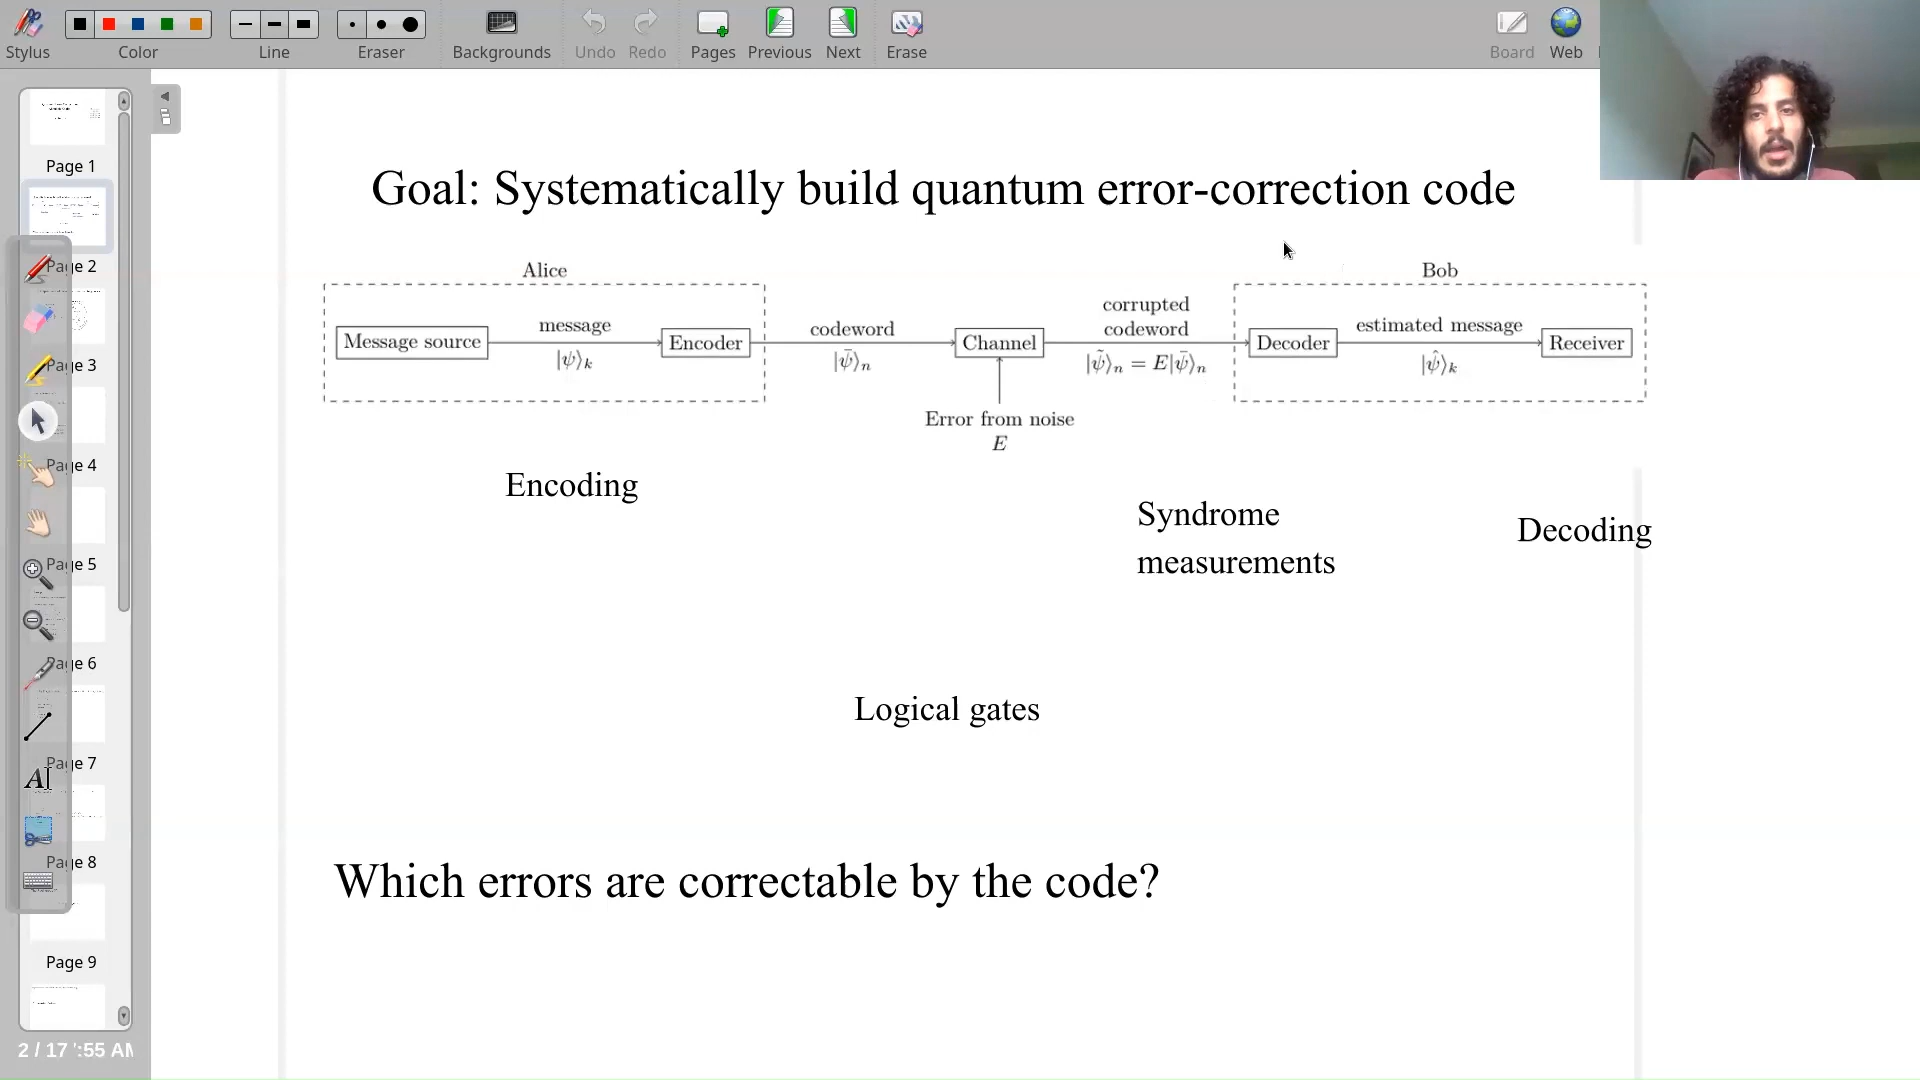 Stylus
Color
Line
Eraser
Backgrounds
Undo
Redo
Pages
Previous
Next
Erase
Board
Web
Page 1
Page 2
Page 3
Page 4
Page 5
Page 6
Page 7
Page 8
Page 9
2 / 17
Goal: Systematically build quantum error-correction code
Alice
Bob
Message source
message
|ψ⟩ₖ
Encoder
codeword
|ψ̄⟩ₙ
Channel
Error from noise
E
corrupted
codeword
|ψ̃⟩ₙ = E|ψ̄⟩ₙ
Decoder
estimated message
|ψ̂⟩ₖ
Receiver
Encoding
Syndrome
measurements
Decoding
Logical gates
Which errors are correctable by the code?